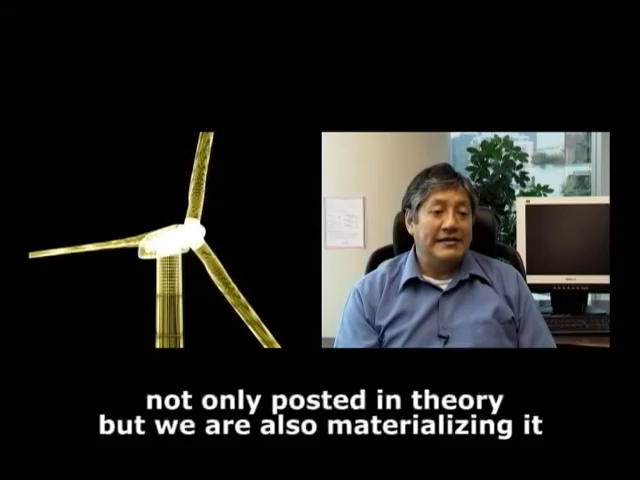 not only posted in theory
but we are also materializing it